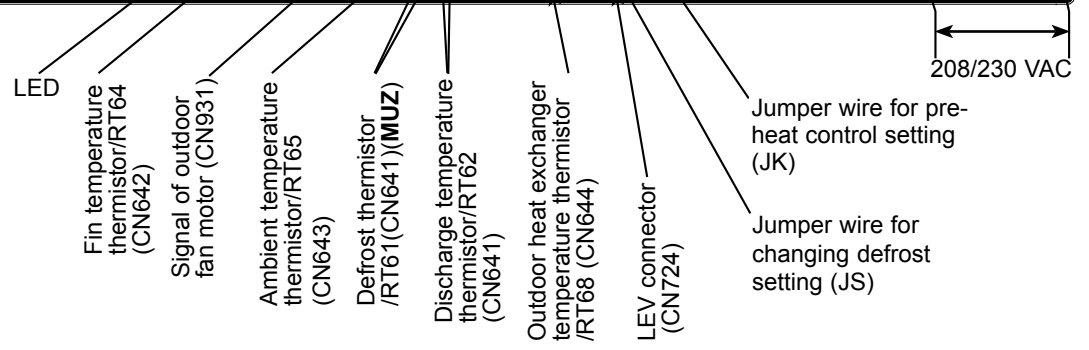 LED
Fin temperature
thermistor/RT64
(CN642)
Signal of outdoor
fan motor (CN931)
Ambient temperature
thermistor/RT65
(CN643)
Defrost thermistor
/RT61(CN641)(MUZ)
Discharge temperature
thermistor/RT62
(CN641)
Outdoor heat exchanger
temperature thermistor
/RT68 (CN644)
LEV connector
(CN724)
Jumper wire for pre-
heat control setting
(JK)
Jumper wire for
changing defrost
setting (JS)
208/230 VAC